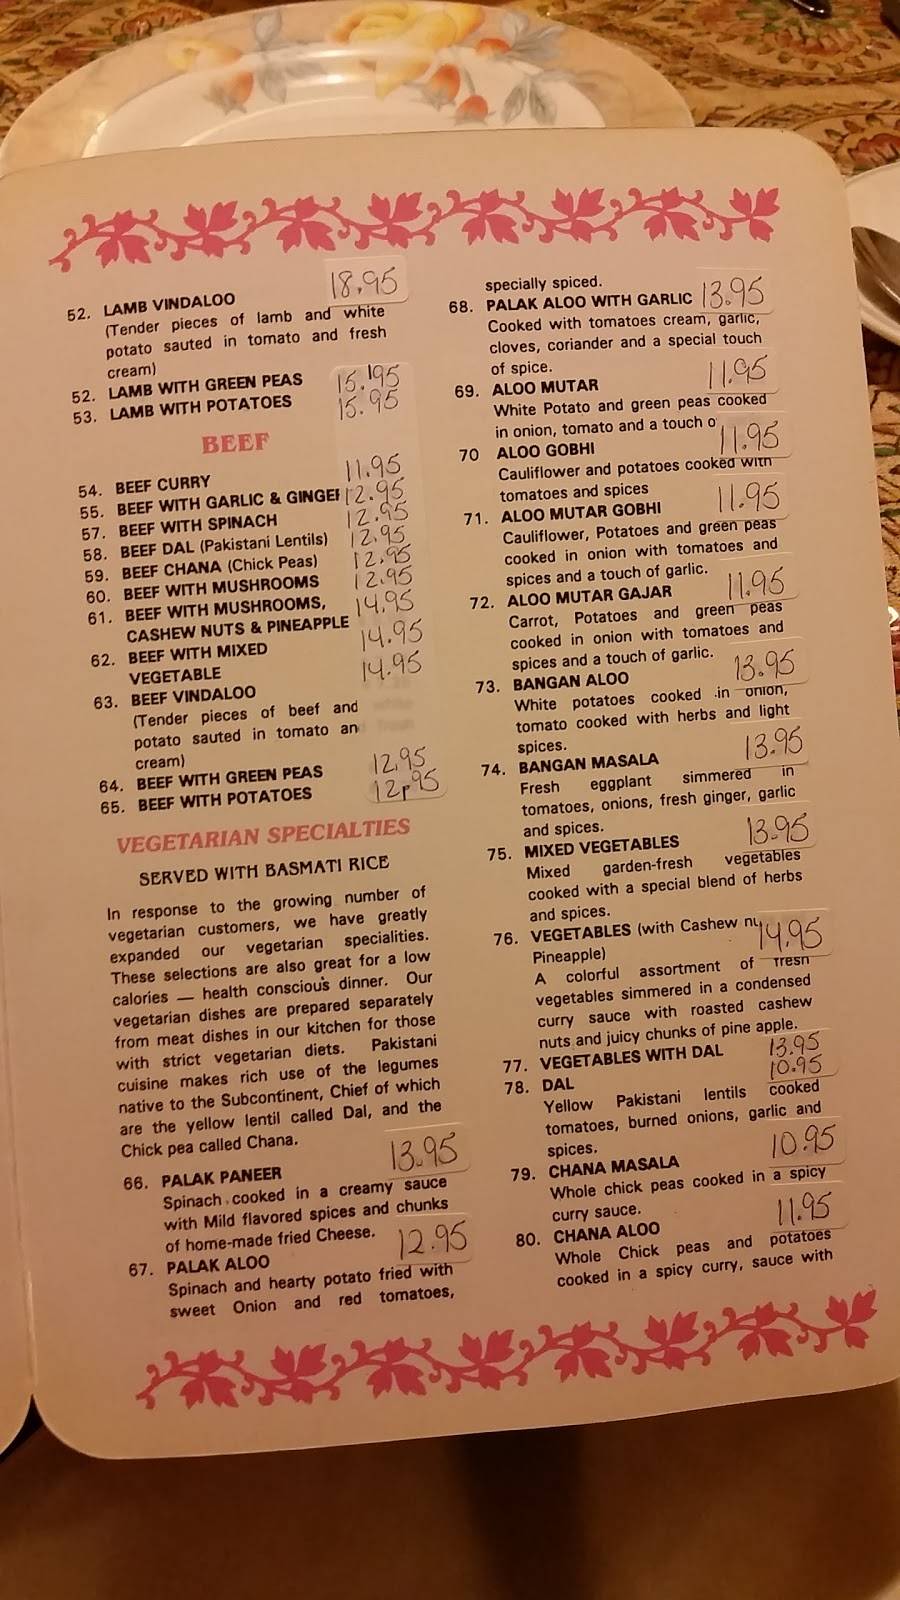 52. LAMB VINDALOO 18.95
(Tender pieces of lamb and white
potato sauted in tomato and fresh
cream)
52. LAMB WITH GREEN PEAS 15.95
53. LAMB WITH POTATOES 15.95
BEEF
54. BEEF CURRY 11.95
55. BEEF WITH GARLIC & GINGER 12.95
57. BEEF WITH SPINACH 12.95
58. BEEF DAL (Pakistani Lentils) 12.95
59. BEEF CHANA (Chick Peas) 12.95
60. BEEF WITH MUSHROOMS 12.95
61. BEEF WITH MUSHROOMS, 14.95
CASHEW NUTS & PINEAPPLE
62. BEEF WITH MIXED 14.95
VEGETABLE
63. BEEF VINDALOO 14.95
(Tender pieces of beef and
potato sauted in tomato an
cream)
64. BEEF WITH GREEN PEAS 12.95
65. BEEF WITH POTATOES 12.95
VEGETARIAN SPECIALTIES
SERVED WITH BASMATI RICE
In response to the growing number of
vegetarian customers, we have greatly
expanded our vegetarian specialities.
These selections are also great for a low
calories — health conscious dinner. Our
vegetarian dishes are prepared separately
from meat dishes in our kitchen for those
with strict vegetarian diets. Pakistani
cuisine makes rich use of the legumes
native to the Subcontinent, Chief of which
are the yellow lentil called Dal, and the
Chick pea called Chana.
66. PALAK PANEER 13.95
Spinach cooked in a creamy sauce
with Mild flavored spices and chunks
of home-made fried Cheese.
67. PALAK ALOO 12.95
Spinach and hearty potato fried with
sweet Onion and red tomatoes,
specially spiced.
68. PALAK ALOO WITH GARLIC 13.95
Cooked with tomatoes cream, garlic,
cloves, coriander and a special touch
of spice.
69. ALOO MUTAR 11.95
White Potato and green peas cooked
in onion, tomato and a touch o
70 ALOO GOBHI 11.95
Cauliflower and potatoes cooked with
tomatoes and spices
71. ALOO MUTAR GOBHI 11.95
Cauliflower, Potatoes and green peas
cooked in onion with tomatoes and
spices and a touch of garlic.
72. ALOO MUTAR GAJAR 11.95
Carrot, Potatoes and green peas
cooked in onion with tomatoes and
spices and a touch of garlic.
73. BANGAN ALOO 13.95
White potatoes cooked in onion,
tomato cooked with herbs and light
spices.
74. BANGAN MASALA 13.95
Fresh eggplant simmered in
tomatoes, onions, fresh ginger, garlic
and spices.
75. MIXED VEGETABLES 13.95
Mixed garden-fresh vegetables
cooked with a special blend of herbs
and spices.
76. VEGETABLES (with Cashew nu 14.95
Pineapple)
A colorful assortment of fresh
vegetables simmered in a condensed
curry sauce with roasted cashew
nuts and juicy chunks of pine apple.
77. VEGETABLES WITH DAL 13.95
78. DAL 10.95
Yellow Pakistani lentils cooked
tomatoes, burned onions, garlic and
spices.
79. CHANA MASALA 10.95
Whole chick peas cooked in a spicy
curry sauce.
80. CHANA ALOO 11.95
Whole Chick peas and potatoes
cooked in a spicy curry, sauce with